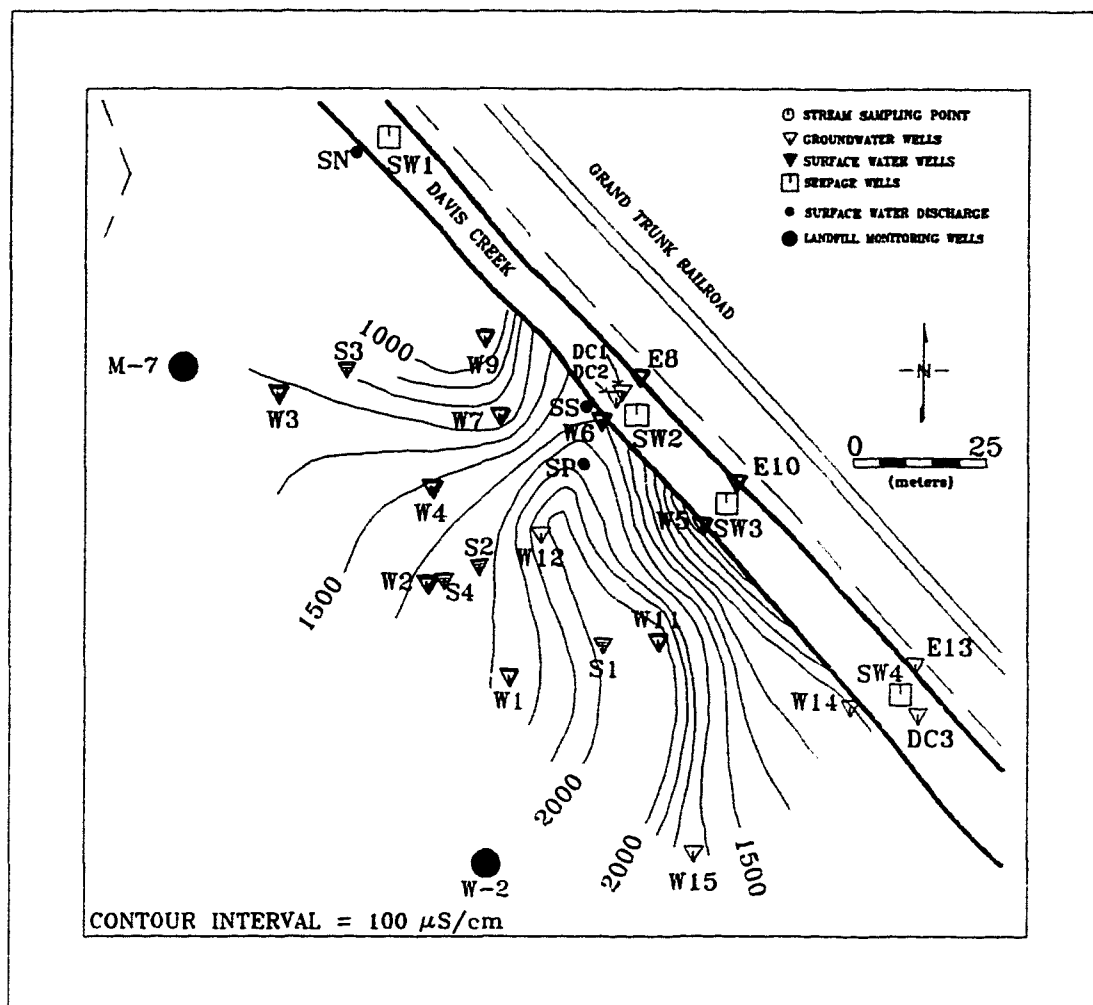 STREAM SAMPLING POINT
GROUNDWATER WELLS
SURFACE WATER WELLS
SEEPAGE WELLS
SURFACE WATER DISCHARGE
LANDFILL MONITORING WELLS
SN
SW1
DAVIS CREEK
GRAND TRUNK RAILROAD
-N-
0 25
(meters)
1000
S3
W9
M-7
W3
W7
DC1
DC2
E8
SS
W6
SW2
SP
E10
W5
SW3
W4
W12
S2
W2
S4
1500
W11
S1
W1
E13
SW4
W14
DC3
2000
2000
1500
W15
W-2
CONTOUR INTERVAL = 100 µS/cm